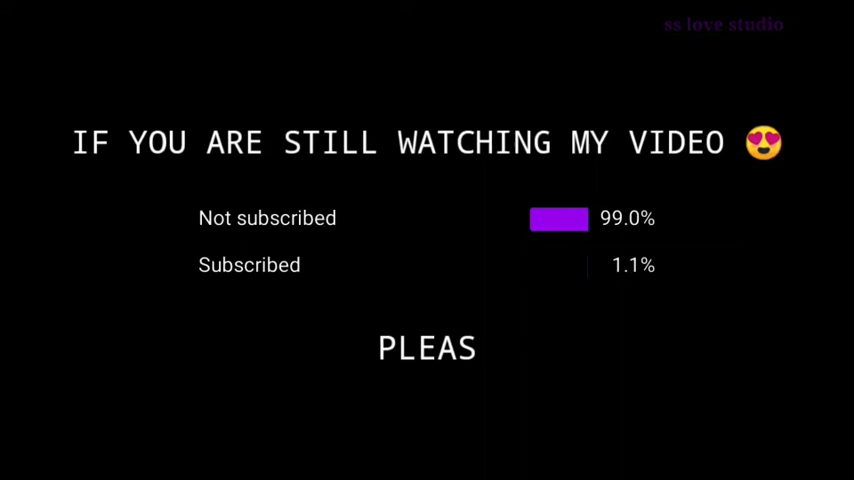 ss love studio
IF YOU ARE STILL WATCHING MY VIDEO 😍
Not subscribed 99.0%
Subscribed 1.1%
PLEAS